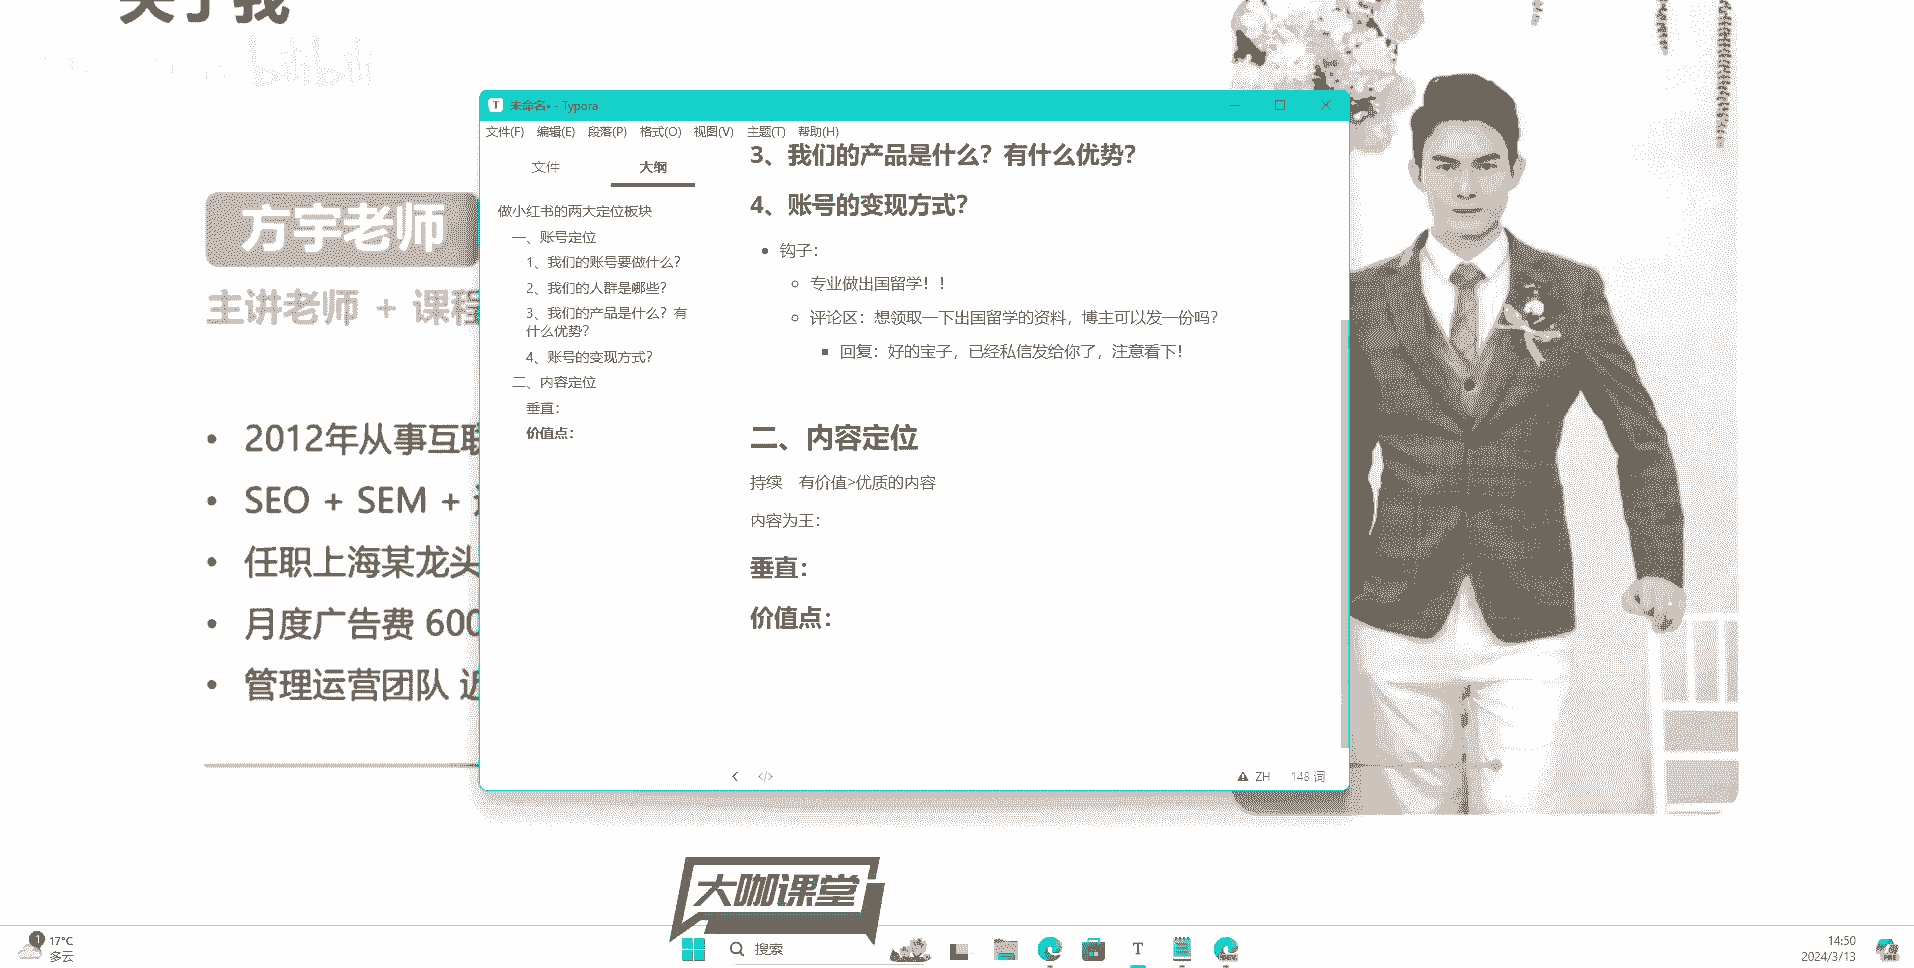 关于我
bilibili
方宇老师
主讲老师 + 课程
• 2012年从事互联
• SEO + SEM +
• 任职上海某龙头
• 月度广告费 600
• 管理运营团队 近
未命名• - Typora
文件(F) 编辑(E) 段落(P) 格式(O) 视图(V) 主题(T) 帮助(H)
文件 大纲
做小红书的两大定位板块
一、账号定位
1、我们的账号要做什么？
2、我们的人群是哪些？
3、我们的产品是什么？有
什么优势？
4、账号的变现方式？
二、内容定位
垂直：
价值点：
3、我们的产品是什么？有什么优势？
4、账号的变现方式？
• 钩子：
专业做出国留学！！
评论区：想领取一下出国留学的资料，博主可以发一份吗？
回复：好的宝子，已经私信发给你了，注意看下！
二、内容定位
持续 有价值>优质的内容
内容为王：
垂直：
价值点：
</> ZH 148 词
大咖课堂
1 17°C
多云
搜索
14:50
2024/3/13
PRE